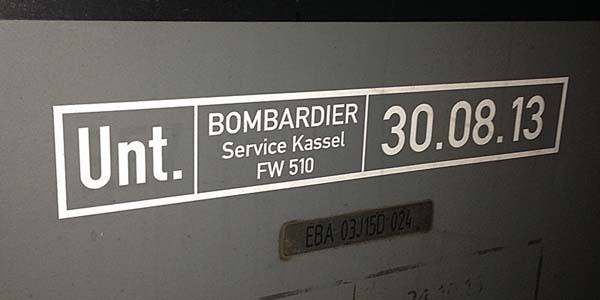 Unt.
BOMBARDIER
Service Kassel
FW 510
30.08.13
EBA 03J15D 024